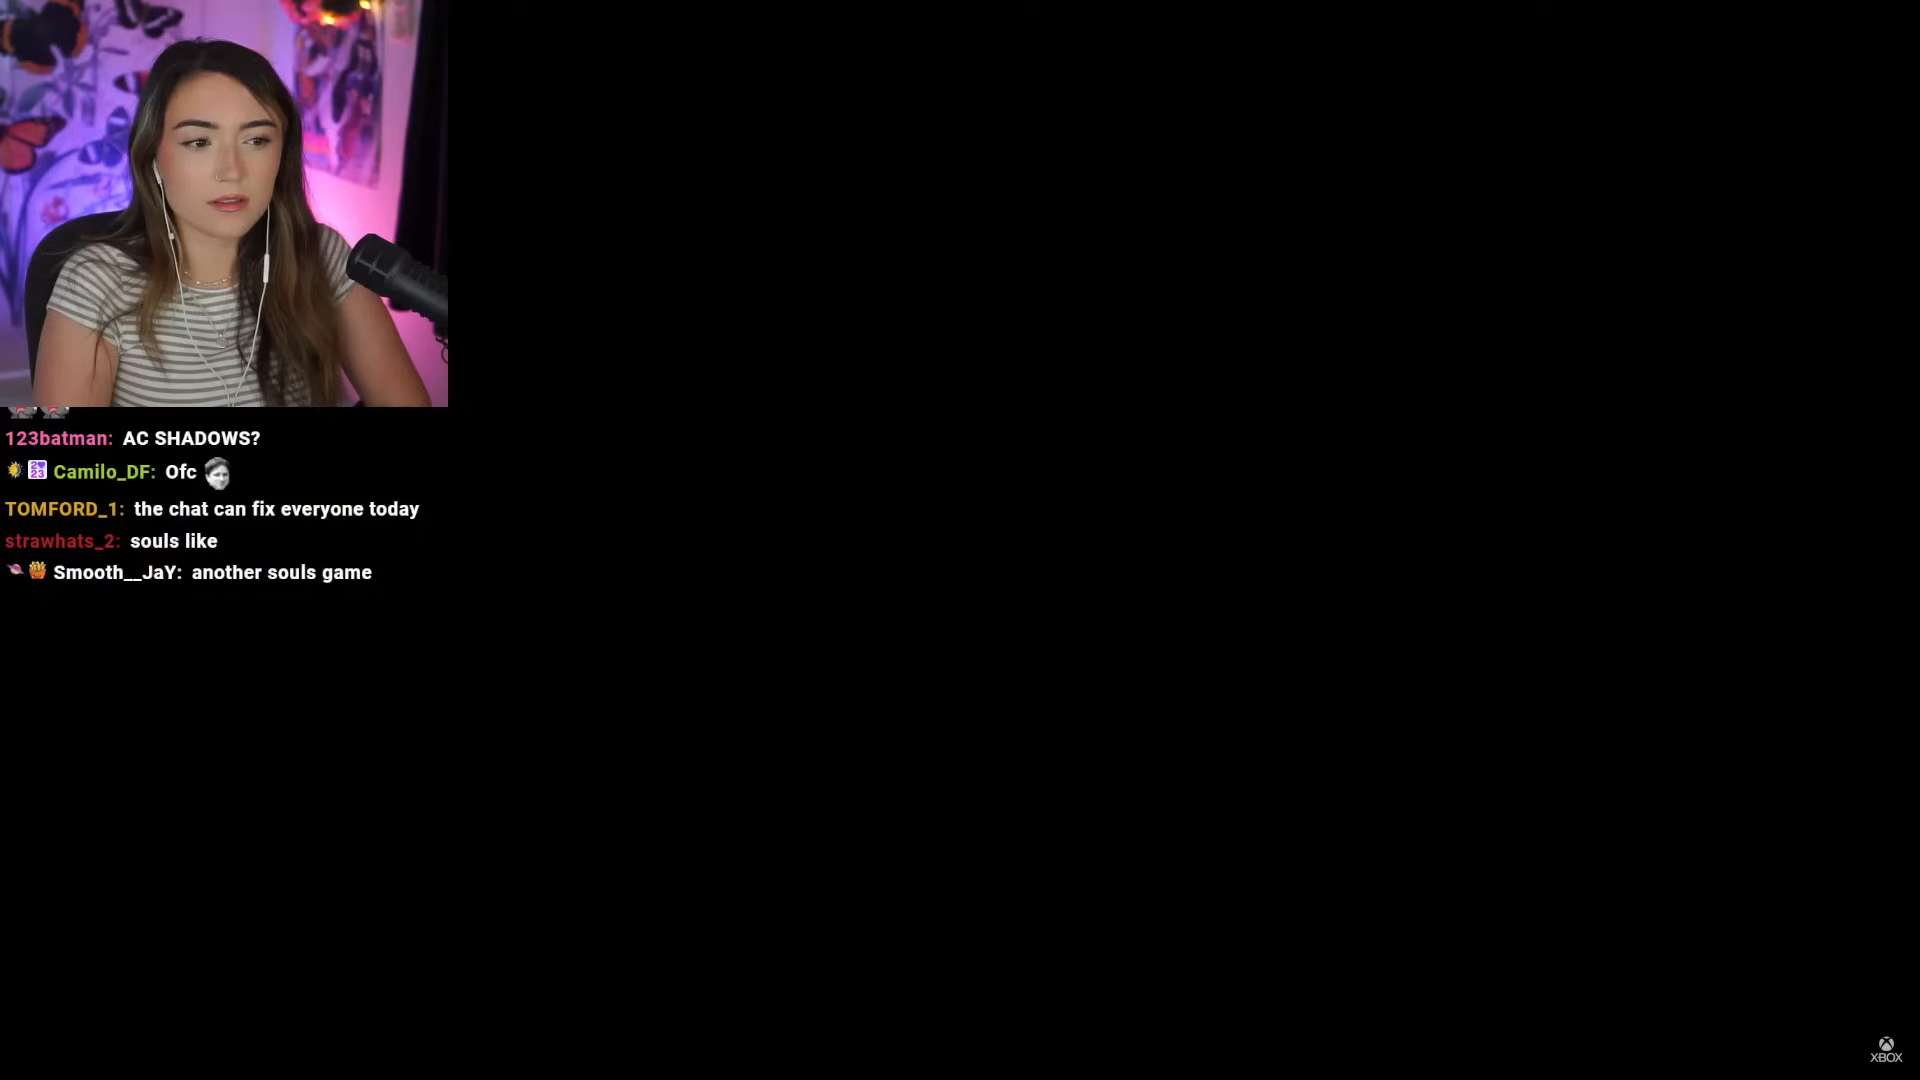 123batman: AC SHADOWS?
Camilo_DF: Ofc
TOMFORD_1: the chat can fix everyone today
strawhats_2: souls like
Smooth__JaY: another souls game
XBOX